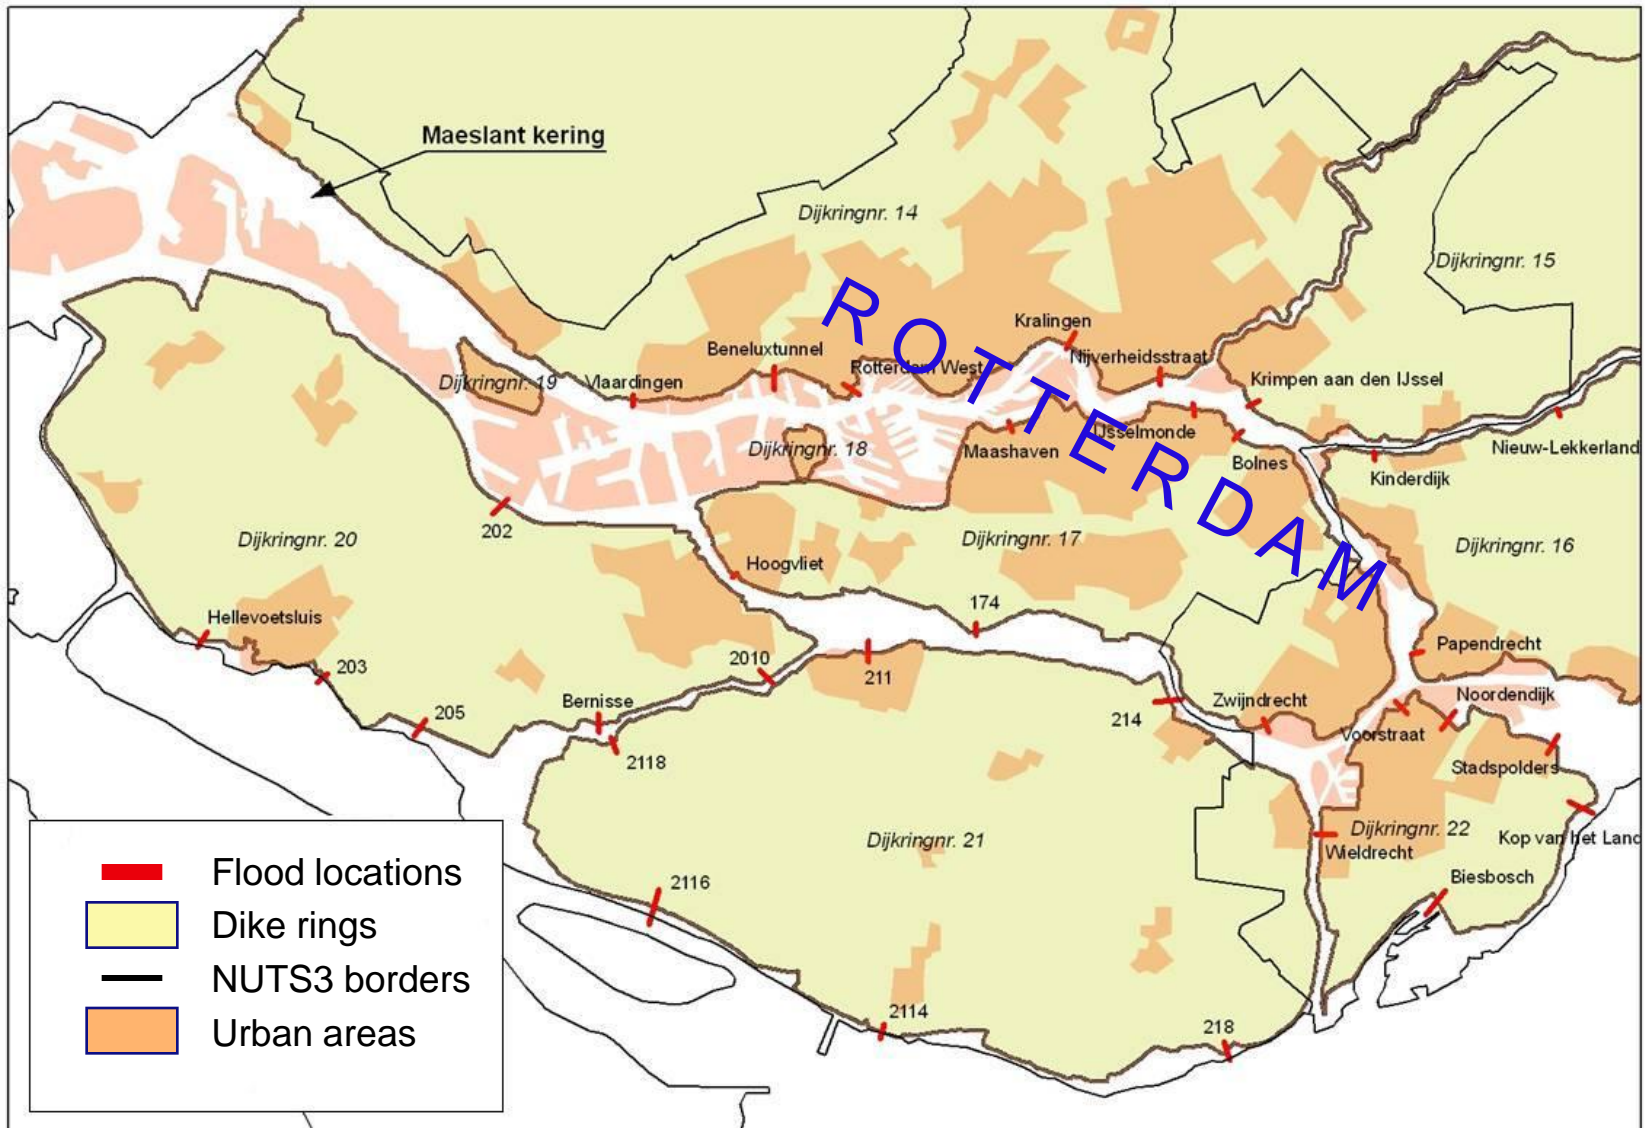 Maeslant kering
Dijkringnr. 14
Dijkringnr. 15
ROTTERDAM
Kralingen
Beneluxtunnel
Nijverheidsstraat
Rotterdam West
Dijkringnr. 19
Vlaardingen
Krimpen aan den IJssel
IJsselmonde
Dijkringnr. 18
Maashaven
Nieuw-Lekkerland
Bolnes
Kinderdijk
202
Dijkringnr. 20
Dijkringnr. 17
Dijkringnr. 16
Hoogvliet
174
Hellevoetsluis
Papendrecht
2010
203
211
Noordendijk
Bernisse
Zwijndrecht
205
214
Voorstraat
2118
Stadspolders
Dijkringnr. 22
Dijkringnr. 21
Kop van het Land
Wieldrecht
Flood locations
2116
Biesbosch
Dike rings
NUTS3 borders
2114
218
Urban areas